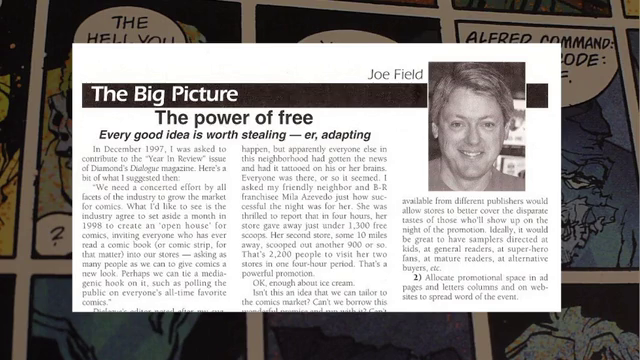 THE
HELL YOU
ALFRED COMMAND:
?
Joe Field
The Big Picture
The power of free
Every good idea is worth stealing — er, adapting
In December 1997, I was asked to
contribute to the "Year In Review" issue
of Diamond's Dialogue magazine. Here's a
bit of what I suggested then:
"We need a concerted effort by all
facets of the industry to grow the market
for comics. What I'd like to see is the
industry agree to set aside a month in
1998 to create an 'open house' for
comics, inviting everyone who has ever
read a comic book (or comic strip, for
that matter) into our stores — asking as
many people as we can to give comics a
new look. Perhaps we can tie a media-
genic hook on it, such as polling the
public on everyone's all-time favorite
comics."
happen, but apparently everyone else in
this neighborhood had gotten the news
and had it tattooed on his or her brains.
Everyone was there, or so it seemed. I
asked my friendly neighbor and B-R
franchisee Mila Azevedo just how suc-
cessful the night was for her. She was
thrilled to report that in four hours, her
store gave away just under 1,300 free
scoops. Her second store, some 10 miles
away, scooped out another 900 or so.
That's 2,200 people to visit her two
stores in one four-hour period. That's a
powerful promotion.
OK, enough about ice cream.
Isn't this an idea that we can tailor to
the comics market? Can't we borrow this
available from different publishers would
allow stores to better cover the disparate
tastes of those who'll show up on the
night of the promotion. Ideally, it would
be great to have samplers directed at
kids, at general readers, at super-hero
fans, at mature readers, at alternative
buyers, etc.
2) Allocate promotional space in ad
pages and letters columns and on web-
sites to spread word of the event.